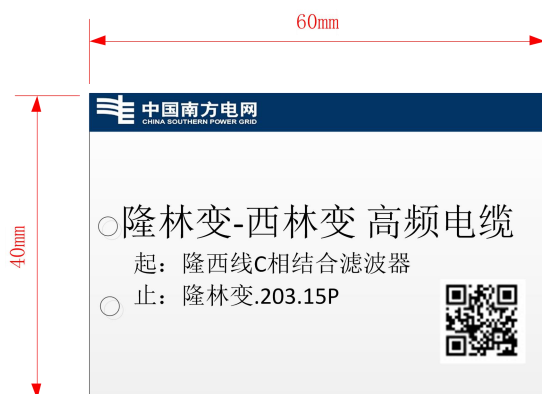 60mm
40mm
中国南方电网
CHINA SOUTHERN POWER GRID
隆林变-西林变 高频电缆
起：隆西线C相结合滤波器
止：隆林变.203.15P